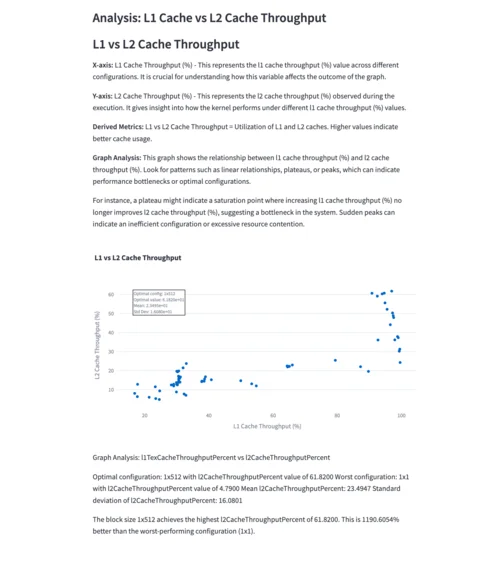 Analysis: L1 Cache vs L2 Cache Throughput
L1 vs L2 Cache Throughput
X-axis: L1 Cache Throughput (%) - This represents the l1 cache throughput (%) value across different
configurations. It is crucial for understanding how this variable affects the outcome of the graph.
Y-axis: L2 Cache Throughput (%) - This represents the l2 cache throughput (%) observed during the
execution. It gives insight into how the kernel performs under different l1 cache throughput (%) values.
Derived Metrics: L1 vs L2 Cache Throughput = Utilization of L1 and L2 caches. Higher values indicate
better cache usage.
Graph Analysis: This graph shows the relationship between l1 cache throughput (%) and l2 cache
throughput (%). Look for patterns such as linear relationships, plateaus, or peaks, which can indicate
performance bottlenecks or optimal configurations.
For instance, a plateau might indicate a saturation point where increasing l1 cache throughput (%) no
longer improves l2 cache throughput (%), suggesting a bottleneck in the system. Sudden peaks can
indicate an inefficient configuration or excessive resource contention.
L1 vs L2 Cache Throughput
Optimal config: 1x512
Optimal value: 6.1820e+01
Mean: 2.3495e+01
Std Dev: 1.6080e+01
60
50
40
30
20
10
L2 Cache Throughput (%)
20 40 60 80 100
L1 Cache Throughput (%)
Graph Analysis: l1TexCacheThroughputPercent vs l2CacheThroughputPercent
Optimal configuration: 1x512 with l2CacheThroughputPercent value of 61.8200 Worst configuration: 1x1
with l2CacheThroughputPercent value of 4.7900 Mean l2CacheThroughputPercent: 23.4947 Standard
deviation of l2CacheThroughputPercent: 16.0801
The block size 1x512 achieves the highest l2CacheThroughputPercent of 61.8200. This is 1190.6054%
better than the worst-performing configuration (1x1).